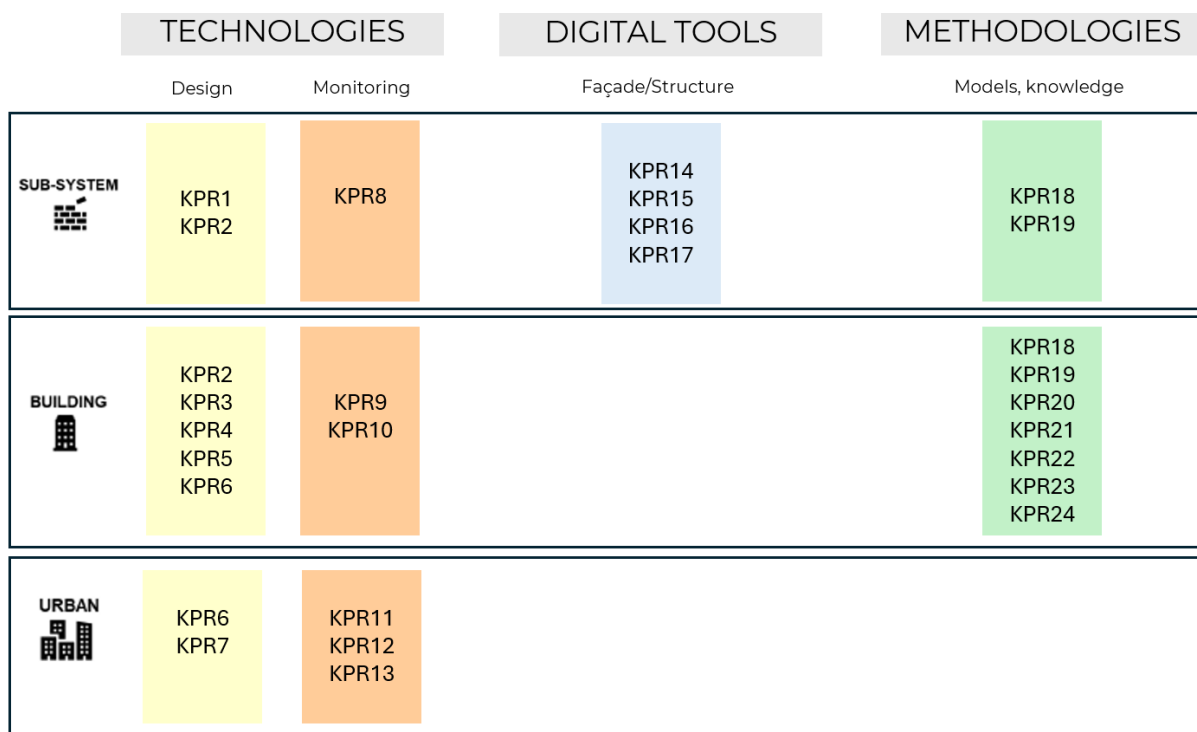 TECHNOLOGIES
DIGITAL TOOLS
METHODOLOGIES
Design
Monitoring
Façade/Structure
Models, knowledge
SUB-SYSTEM
KPR1
KPR2
KPR8
KPR14
KPR15
KPR16
KPR17
KPR18
KPR19
BUILDING
KPR2
KPR3
KPR4
KPR5
KPR6
KPR9
KPR10
KPR18
KPR19
KPR20
KPR21
KPR22
KPR23
KPR24
URBAN
KPR6
KPR7
KPR11
KPR12
KPR13